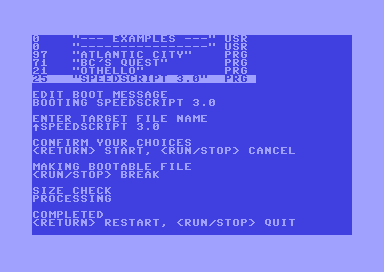 0    "--- EXAMPLES ---" USR
0    "----------------" USR
97   "ATLANTIC CITY"    PRG
71   "BC'S QUEST"       PRG
21   "OTHELLO"          PRG
25   "SPEEDSCRIPT 3.0"  PRG
EDIT BOOT MESSAGE
BOOTING SPEEDSCRIPT 3.0
ENTER TARGET FILE NAME
↑SPEEDSCRIPT 3.0
CONFIRM YOUR CHOICES
<RETURN> START, <RUN/STOP> CANCEL
MAKING BOOTABLE FILE
<RUN/STOP> BREAK
SIZE CHECK
PROCESSING
COMPLETED
<RETURN> RESTART, <RUN/STOP> QUIT